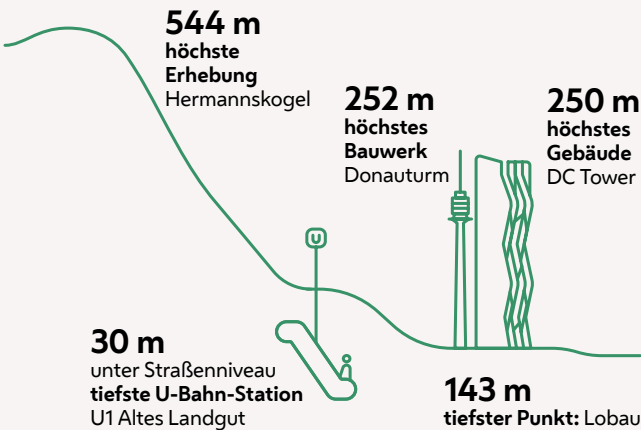 544 m
höchste
Erhebung
Hermannskogel
252 m
höchstes
Bauwerk
Donauturm
250 m
höchstes
Gebäude
DC Tower
U
30 m
unter Straßenniveau
tiefste U-Bahn-Station
U1 Altes Landgut
143 m
tiefster Punkt: Lobau